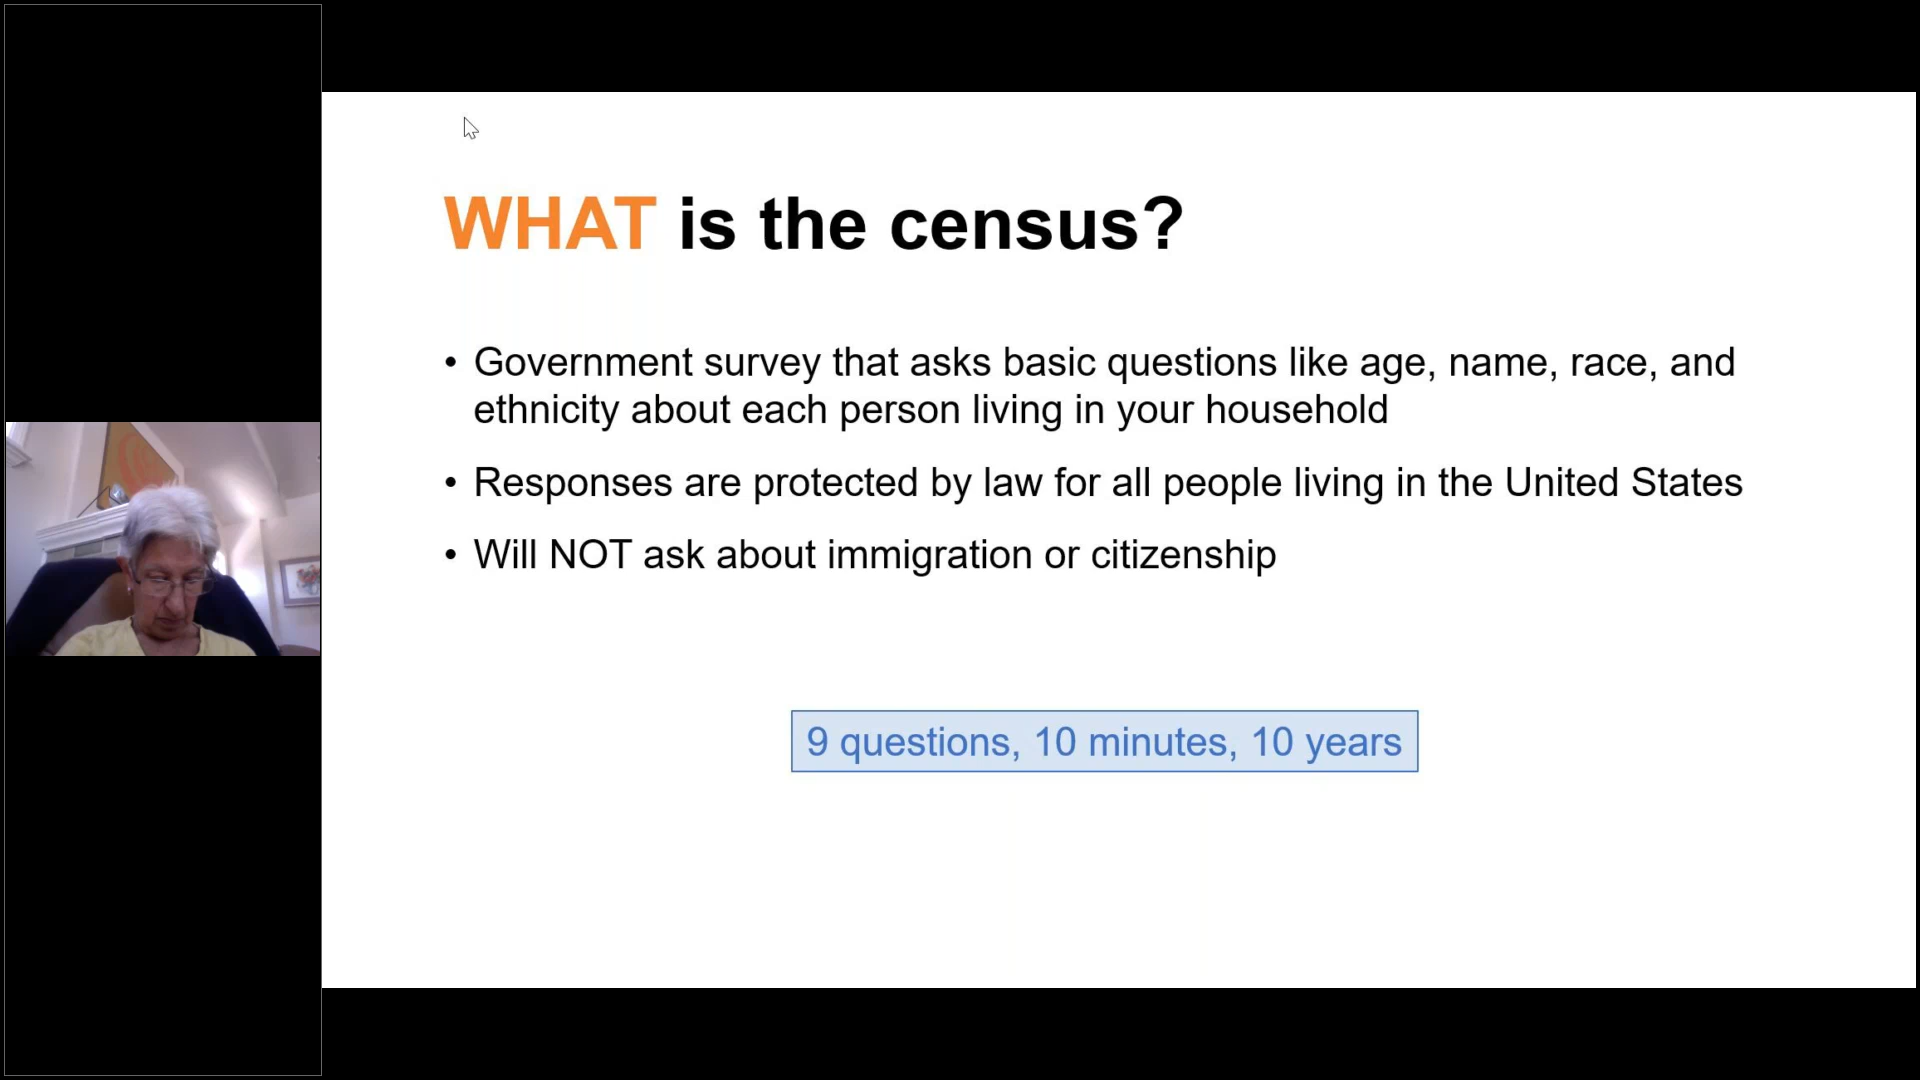 WHAT is the census?
• Government survey that asks basic questions like age, name, race, and
ethnicity about each person living in your household
• Responses are protected by law for all people living in the United States
• Will NOT ask about immigration or citizenship
9 questions, 10 minutes, 10 years